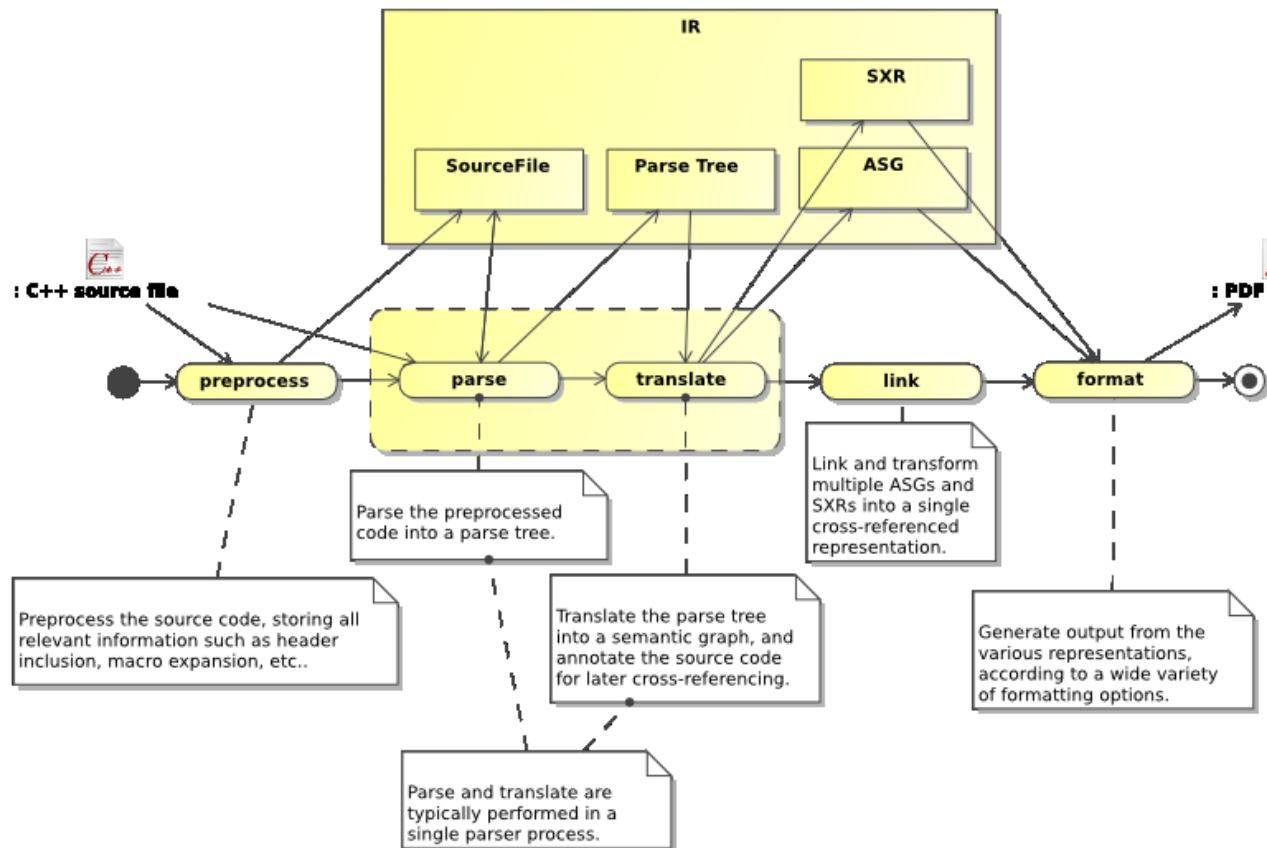 IR
SXR
SourceFile
Parse Tree
ASG
C++
: C++ source file
: PDF
preprocess
parse
translate
link
format
Link and transform
multiple ASGs and
SXRs into a single
cross-referenced
representation.
Parse the preprocessed
code into a parse tree.
Preprocess the source code, storing all
relevant information such as header
inclusion, macro expansion, etc..
Translate the parse tree
into a semantic graph, and
annotate the source code
for later cross-referencing.
Generate output from the
various representations,
according to a wide variety
of formatting options.
Parse and translate are
typically performed in a
single parser process.